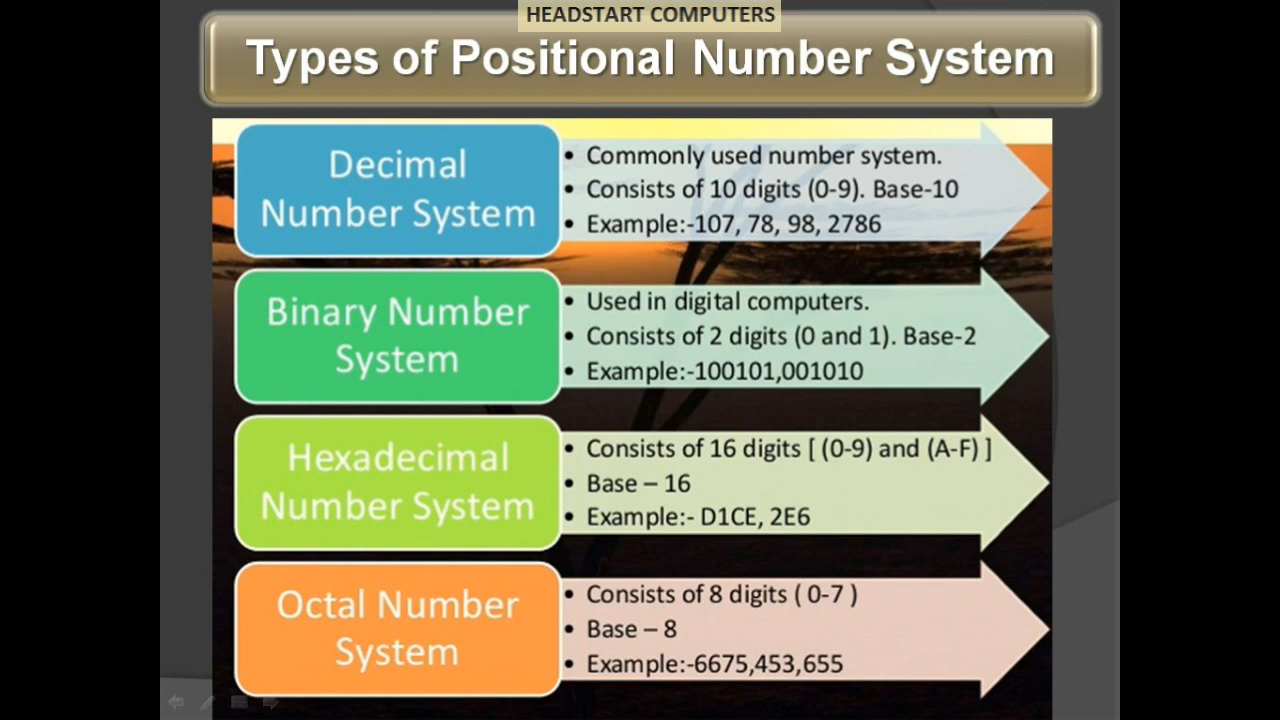 HEADSTART COMPUTERS
Types of Positional Number System
Decimal
Number System
• Commonly used number system.
• Consists of 10 digits (0-9). Base-10
• Example:-107, 78, 98, 2786
Binary Number
System
• Used in digital computers.
• Consists of 2 digits (0 and 1). Base-2
• Example:-100101,001010
Hexadecimal
Number System
• Consists of 16 digits [ (0-9) and (A-F) ]
• Base – 16
• Example:- D1CE, 2E6
Octal Number
System
• Consists of 8 digits ( 0-7 )
• Base – 8
• Example:-6675,453,655